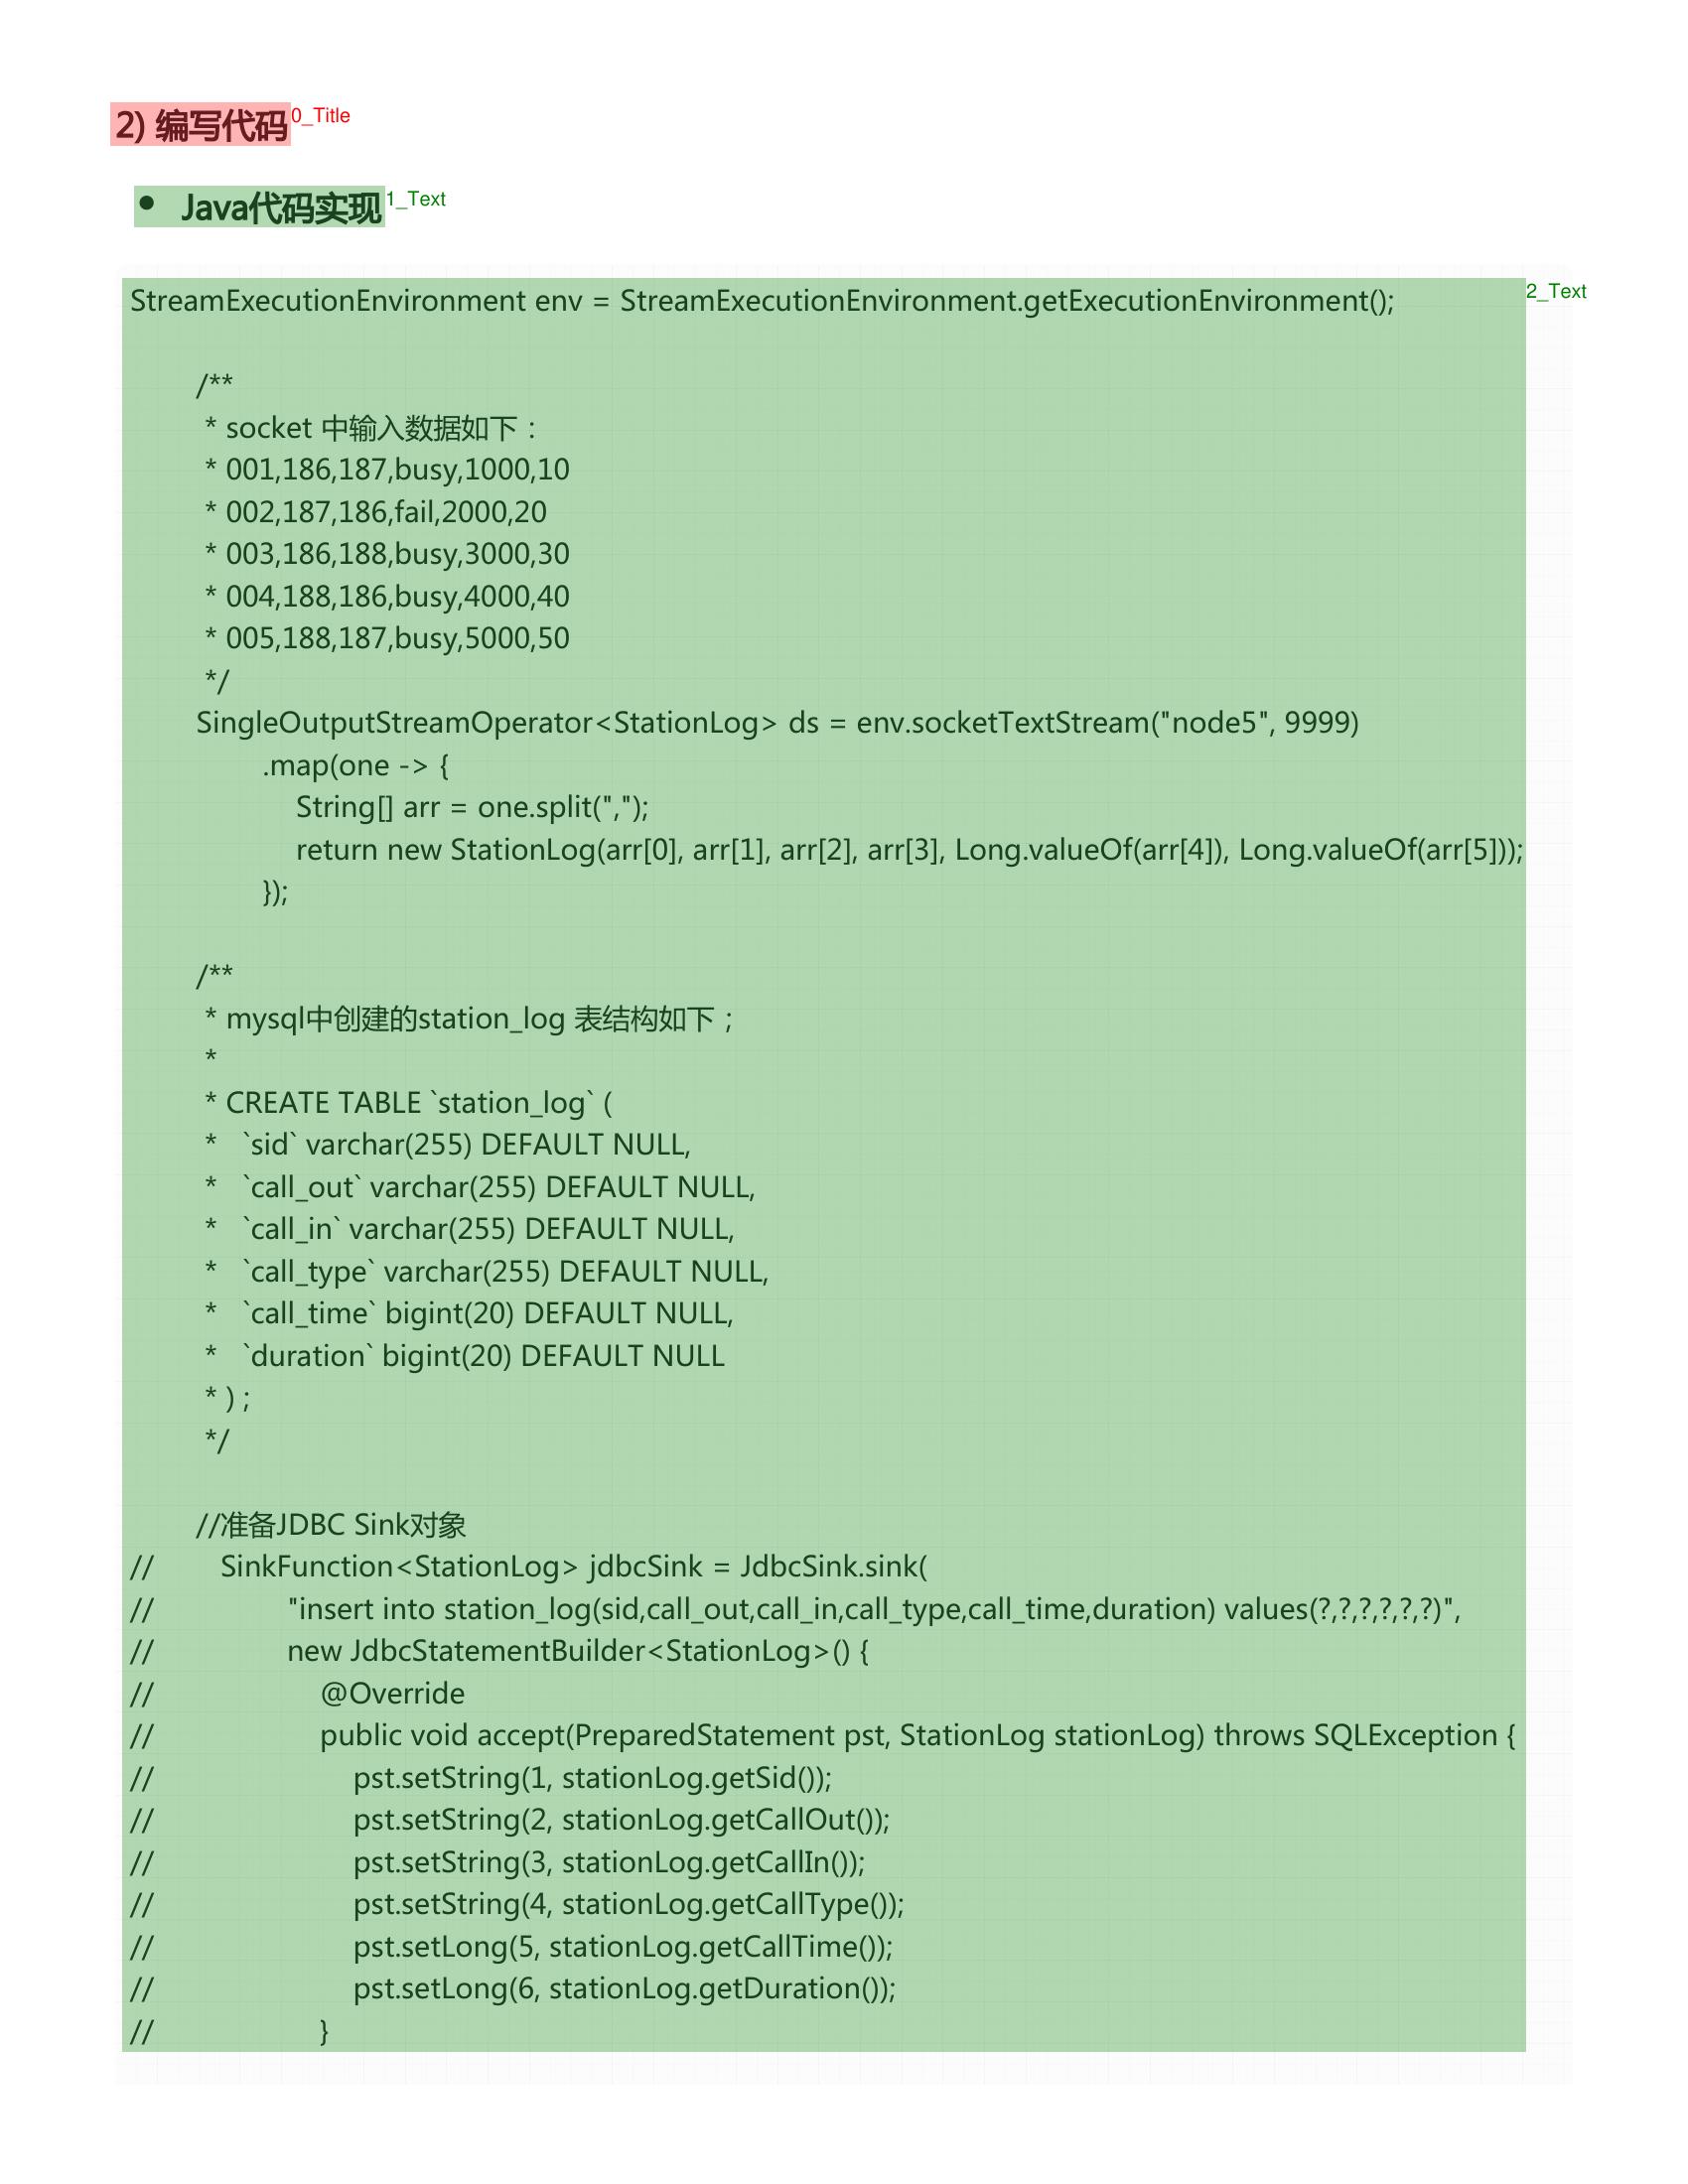 2) 编写代码
0_Title
● Java代码实现
1_Text
2_Text
StreamExecutionEnvironment env = StreamExecutionEnvironment.getExecutionEnvironment();
/**
* socket 中输入数据如下：
* 001,186,187,busy,1000,10
* 002,187,186,fail,2000,20
* 003,186,188,busy,3000,30
* 004,188,186,busy,4000,40
* 005,188,187,busy,5000,50
*/
SingleOutputStreamOperator<StationLog> ds = env.socketTextStream("node5", 9999)
.map(one -> {
String[] arr = one.split(",");
return new StationLog(arr[0], arr[1], arr[2], arr[3], Long.valueOf(arr[4]), Long.valueOf(arr[5]));
});
/**
* mysql中创建的station_log 表结构如下；
*
* CREATE TABLE `station_log` (
*   `sid` varchar(255) DEFAULT NULL,
*   `call_out` varchar(255) DEFAULT NULL,
*   `call_in` varchar(255) DEFAULT NULL,
*   `call_type` varchar(255) DEFAULT NULL,
*   `call_time` bigint(20) DEFAULT NULL,
*   `duration` bigint(20) DEFAULT NULL
* ) ;
*/
//准备JDBC Sink对象
//        SinkFunction<StationLog> jdbcSink = JdbcSink.sink(
//                "insert into station_log(sid,call_out,call_in,call_type,call_time,duration) values(?,?,?,?,?,?)",
//                new JdbcStatementBuilder<StationLog>() {
//                    @Override
//                    public void accept(PreparedStatement pst, StationLog stationLog) throws SQLException {
//                        pst.setString(1, stationLog.getSid());
//                        pst.setString(2, stationLog.getCallOut());
//                        pst.setString(3, stationLog.getCallIn());
//                        pst.setString(4, stationLog.getCallType());
//                        pst.setLong(5, stationLog.getCallTime());
//                        pst.setLong(6, stationLog.getDuration());
//                    }